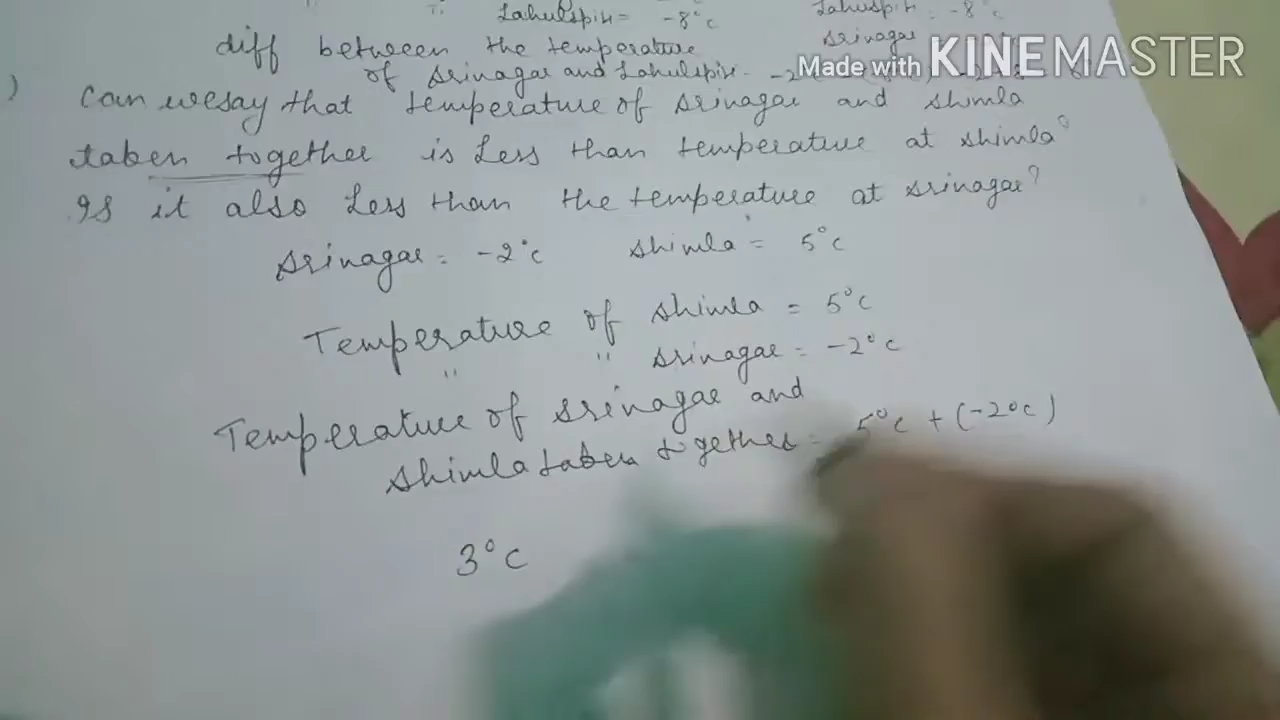 Lahulspiti = -8°c
diff between the temperature
srinagar
Made with KINEMASTER
of srinagar and Lahulspiti -2
) can we say that temperature of srinagar and shimla
taken together is Less than temperature at shimla?
Is it also Less than the temperature at srinagar?
srinagar = -2°c shimla = 5°c
Temperature of shimla = 5°c
" " srinagar = -2°c
Temperature of srinagar and
shimla taken together = 5°c + (-2°c)
3°c